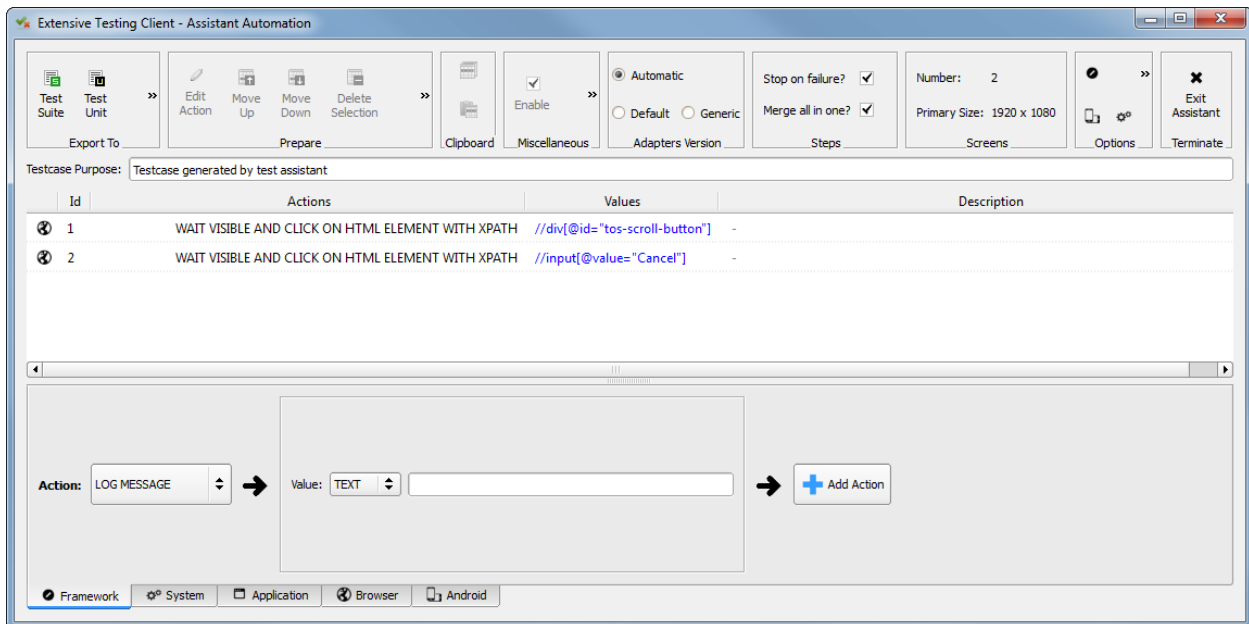 Extensive Testing Client - Assistant Automation
Test Suite
Test Unit
»
Export To
Edit Action
Move Up
Move Down
Delete Selection
»
Prepare
Clipboard
Enable
»
Miscellaneous
Automatic
Default
Generic
Adapters Version
Stop on failure?
Merge all in one?
Steps
Number: 2
Primary Size: 1920 x 1080
Screens
»
Options
Exit Assistant
Terminate
Testcase Purpose: Testcase generated by test assistant
Id Actions Values Description
1 WAIT VISIBLE AND CLICK ON HTML ELEMENT WITH XPATH //div[@id="tos-scroll-button"] -
2 WAIT VISIBLE AND CLICK ON HTML ELEMENT WITH XPATH //input[@value="Cancel"] -
Action: LOG MESSAGE Value: TEXT Add Action
Framework System Application Browser Android